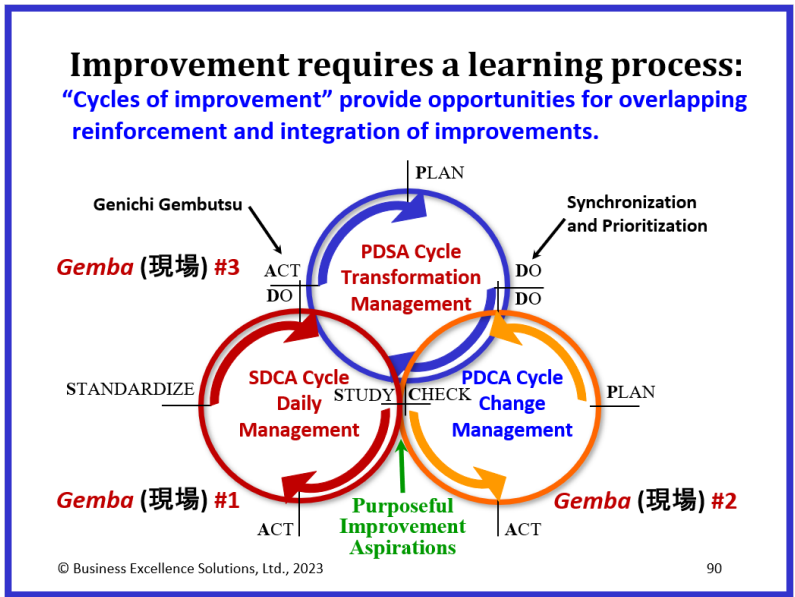 Improvement requires a learning process:
“Cycles of improvement” provide opportunities for overlapping
reinforcement and integration of improvements.
PLAN
Genichi Gembutsu
Synchronization
and Prioritization
Gemba (現場) #3
ACT
DO
PDSA Cycle
Transformation
Management
DO
DO
STANDARDIZE
SDCA Cycle
Daily
Management
STUDY
CHECK
PDCA Cycle
Change
Management
PLAN
Gemba (現場) #1
ACT
Purposeful
Improvement
Aspirations
Gemba (現場) #2
ACT
© Business Excellence Solutions, Ltd., 2023
90